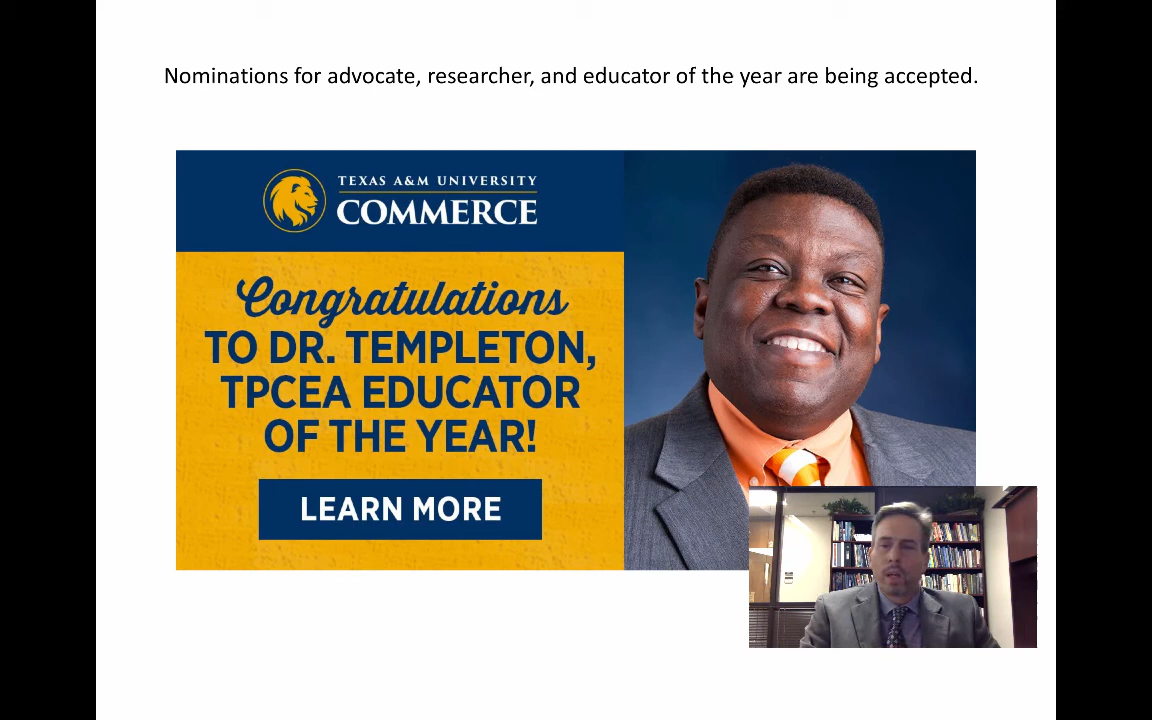 Nominations for advocate, researcher, and educator of the year are being accepted.
TEXAS A&M UNIVERSITY
COMMERCE
Congratulations
TO DR. TEMPLETON,
TPCEA EDUCATOR
OF THE YEAR!
LEARN MORE